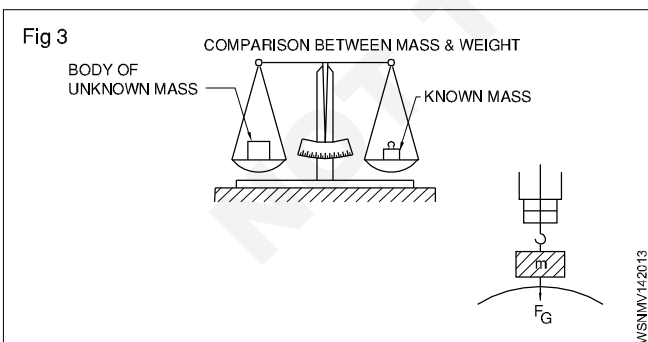 Fig 3
COMPARISON BETWEEN MASS & WEIGHT
BODY OF
UNKNOWN MASS
KNOWN MASS
m
FG
WSNMV142013